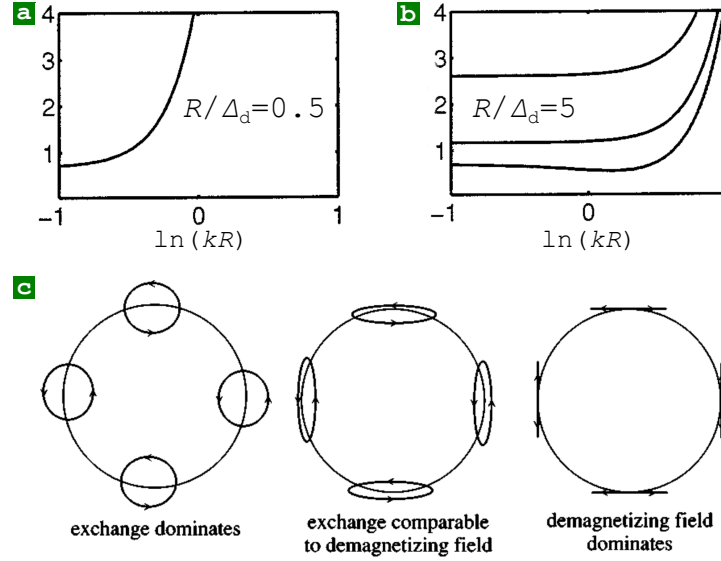 a
4
3
2
1
R/Δd=0.5
-1
0
1
ln(kR)
b
4
3
2
1
R/Δd=5
-1
0
1
ln(kR)
c
exchange dominates
exchange comparable
to demagnetizing field
demagnetizing field
dominates